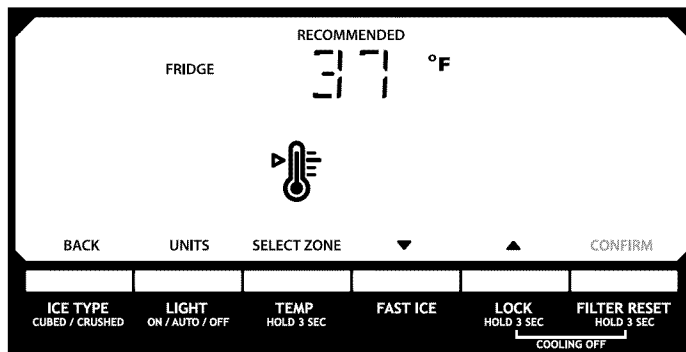 RECOMMENDED
FRIDGE 37 °F
BACK UNITS SELECT ZONE CONFIRM
ICE TYPE LIGHT TEMP FAST ICE LOCK FILTER RESET
CUBED / CRUSHED ON / AUTO / OFF HOLD 3 SEC HOLD 3 SEC HOLD 3 SEC
COOLING OFF